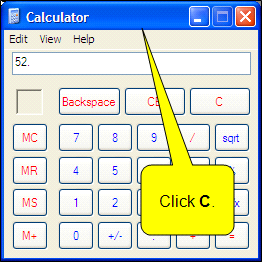 Calculator
Edit View Help
52.
Backspace CE C
MC 7 8 9 / sqrt
MR 4 5 %
MS 1 2 x
M+ 0 +/- . + =
Click C.